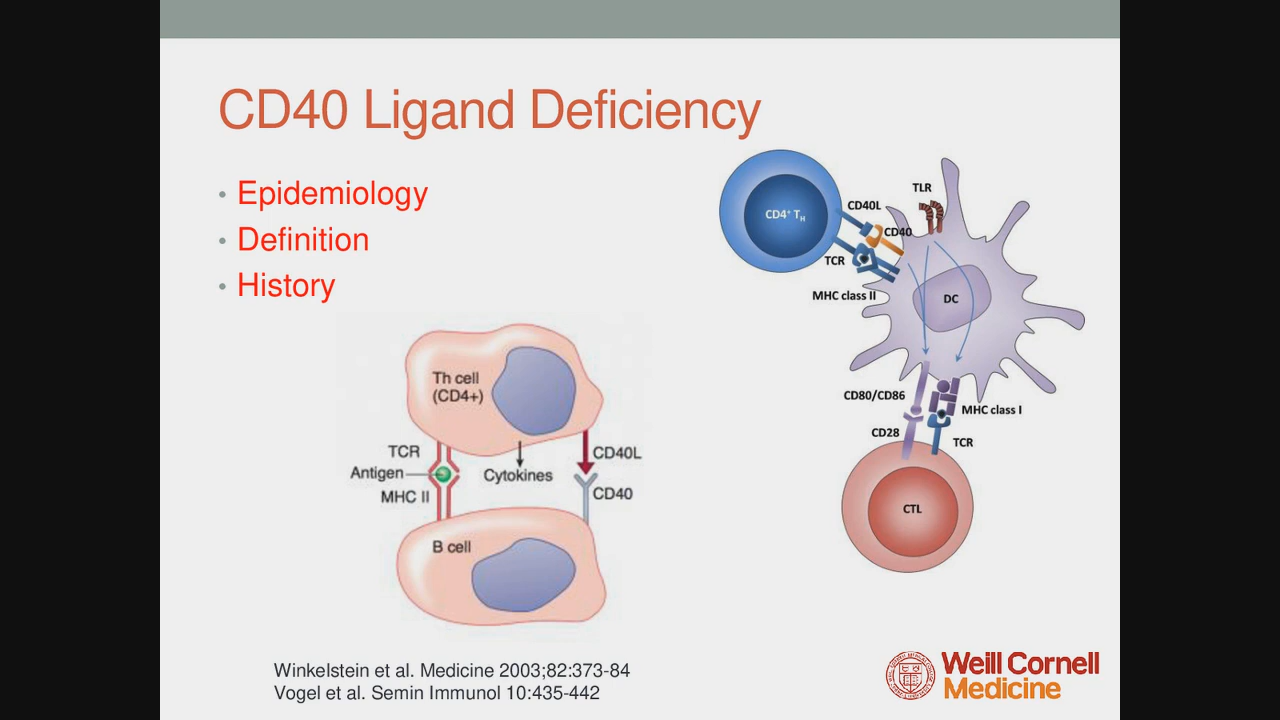 CD40 Ligand Deficiency
• Epidemiology
• Definition
• History
CD4⁺ T_H
CD40L
TLR
CD40
TCR
MHC class II
DC
CD80/CD86
MHC class I
CD28
TCR
CTL
Th cell
(CD4+)
TCR
CD40L
Antigen
Cytokines
MHC II
CD40
B cell
Winkelstein et al. Medicine 2003;82:373-84
Vogel et al. Semin Immunol 10:435-442
Weill Cornell
Medicine